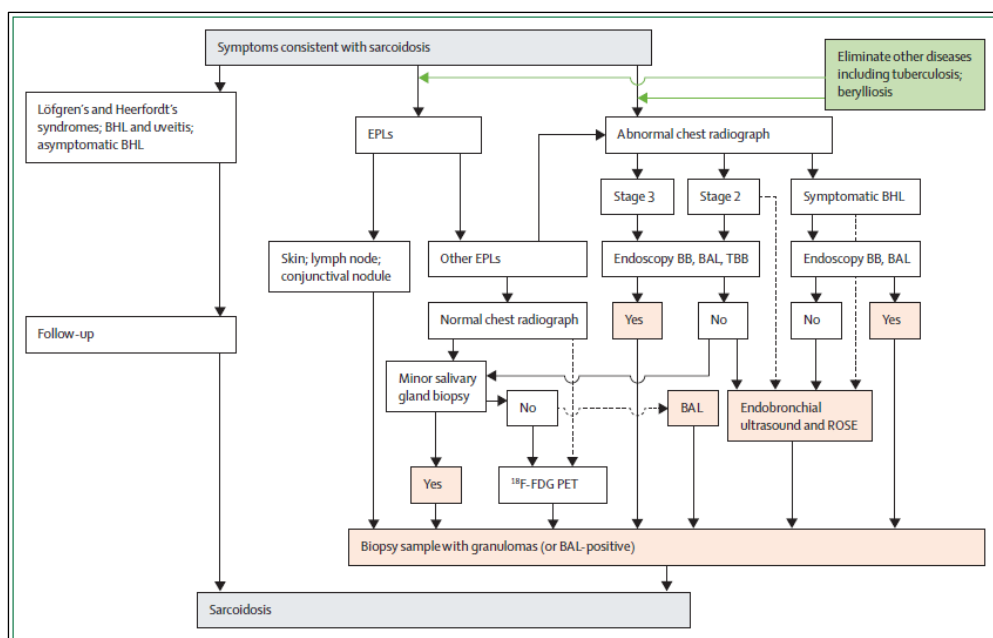 Symptoms consistent with sarcoidosis
Eliminate other diseases
including tuberculosis;
berylliosis
Löfgren's and Heerfordt's
syndromes; BHL and uveitis;
asymptomatic BHL
EPLs
Abnormal chest radiograph
Stage 3
Stage 2
Symptomatic BHL
Skin; lymph node;
conjunctival nodule
Other EPLs
Endoscopy BB, BAL, TBB
Endoscopy BB, BAL
Follow-up
Normal chest radiograph
Yes
No
No
Yes
Minor salivary
gland biopsy
No
BAL
Endobronchial
ultrasound and ROSE
Yes
¹⁸F-FDG PET
Biopsy sample with granulomas (or BAL-positive)
Sarcoidosis